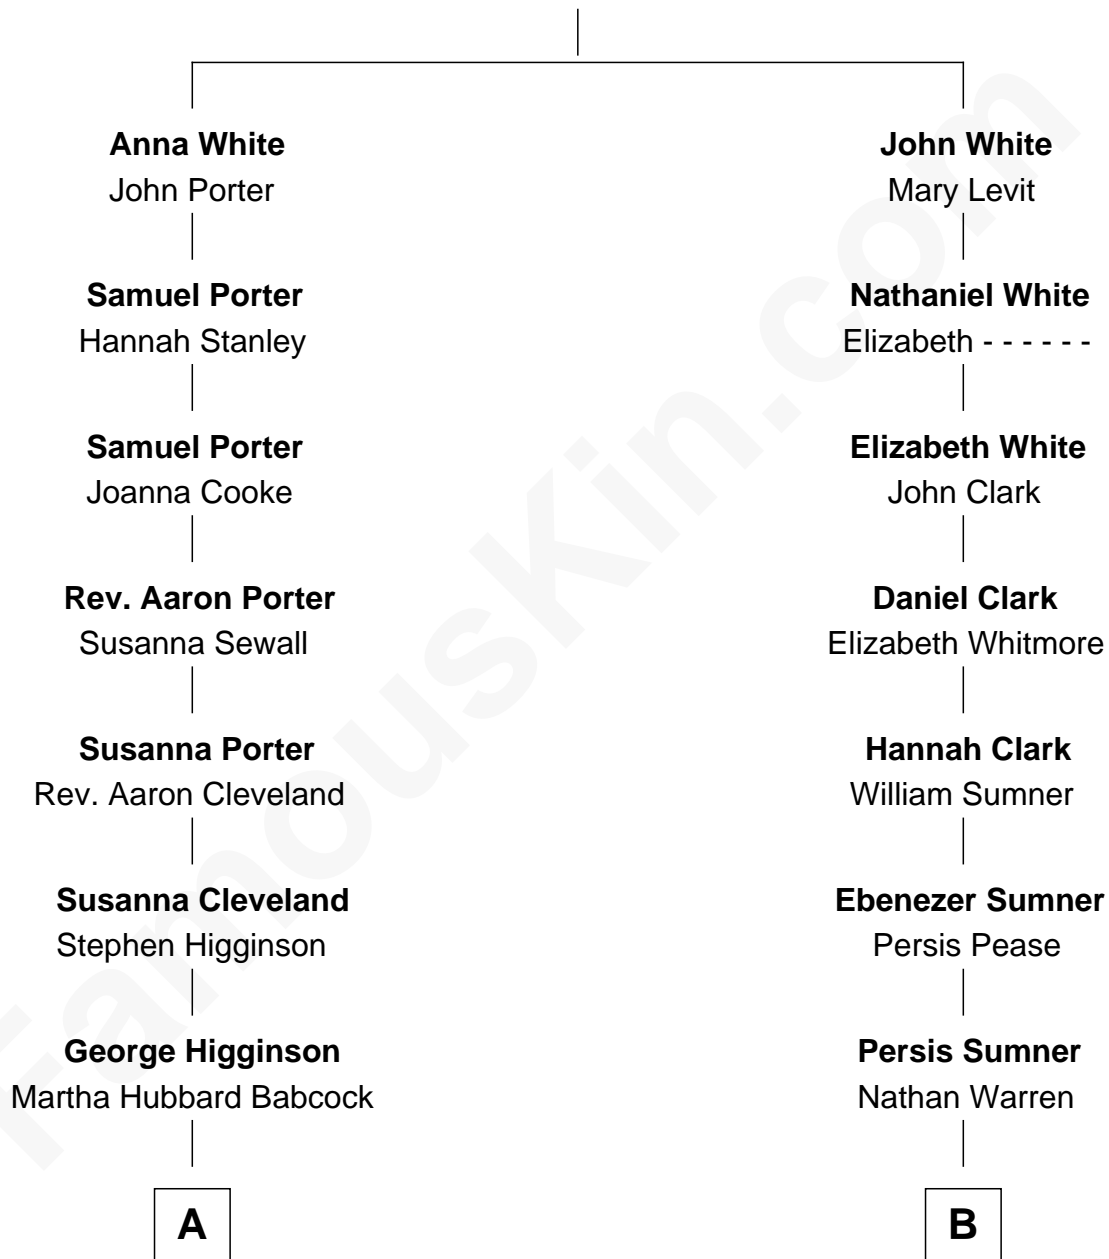 Anna White
John Porter
Samuel Porter
Hannah Stanley
Samuel Porter
Joanna Cooke
Rev. Aaron Porter
Susanna Sewall
Susanna Porter
Rev. Aaron Cleveland
Susanna Cleveland
Stephen Higginson
George Higginson
Martha Hubbard Babcock
A
John White
Mary Levit
Nathaniel White
Elizabeth - - - - - -
Elizabeth White
John Clark
Daniel Clark
Elizabeth Whitmore
Hannah Clark
William Sumner
Ebenezer Sumner
Persis Pease
Persis Sumner
Nathan Warren
B
FamousKin.com